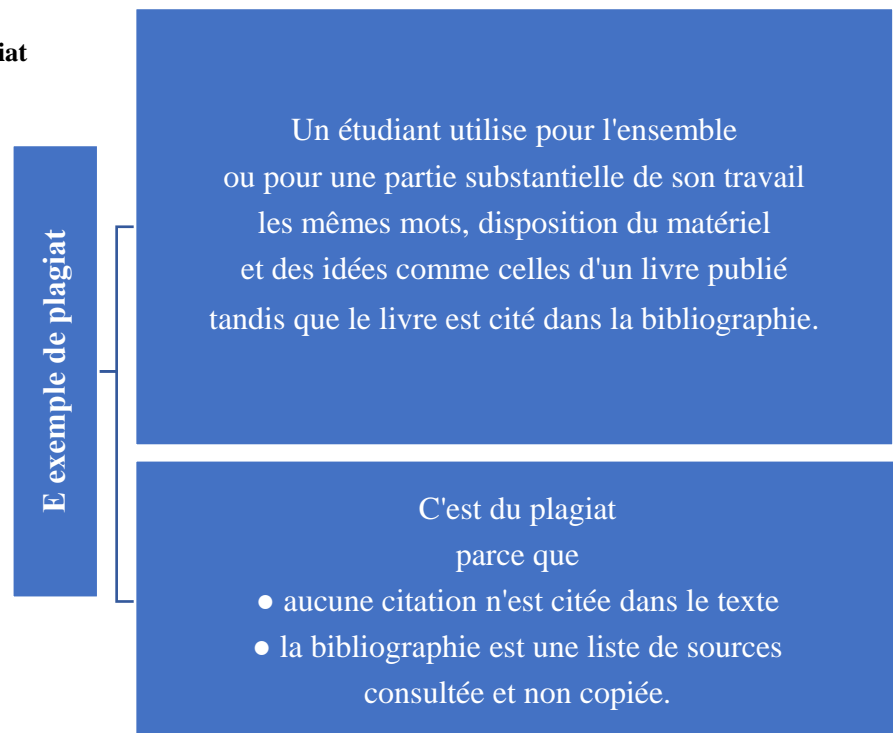 iat
E exemple de plagiat
Un étudiant utilise pour l'ensemble
ou pour une partie substantielle de son travail
les mêmes mots, disposition du matériel
et des idées comme celles d'un livre publié
tandis que le livre est cité dans la bibliographie.
C'est du plagiat
parce que
● aucune citation n'est citée dans le texte
● la bibliographie est une liste de sources
consultée et non copiée.